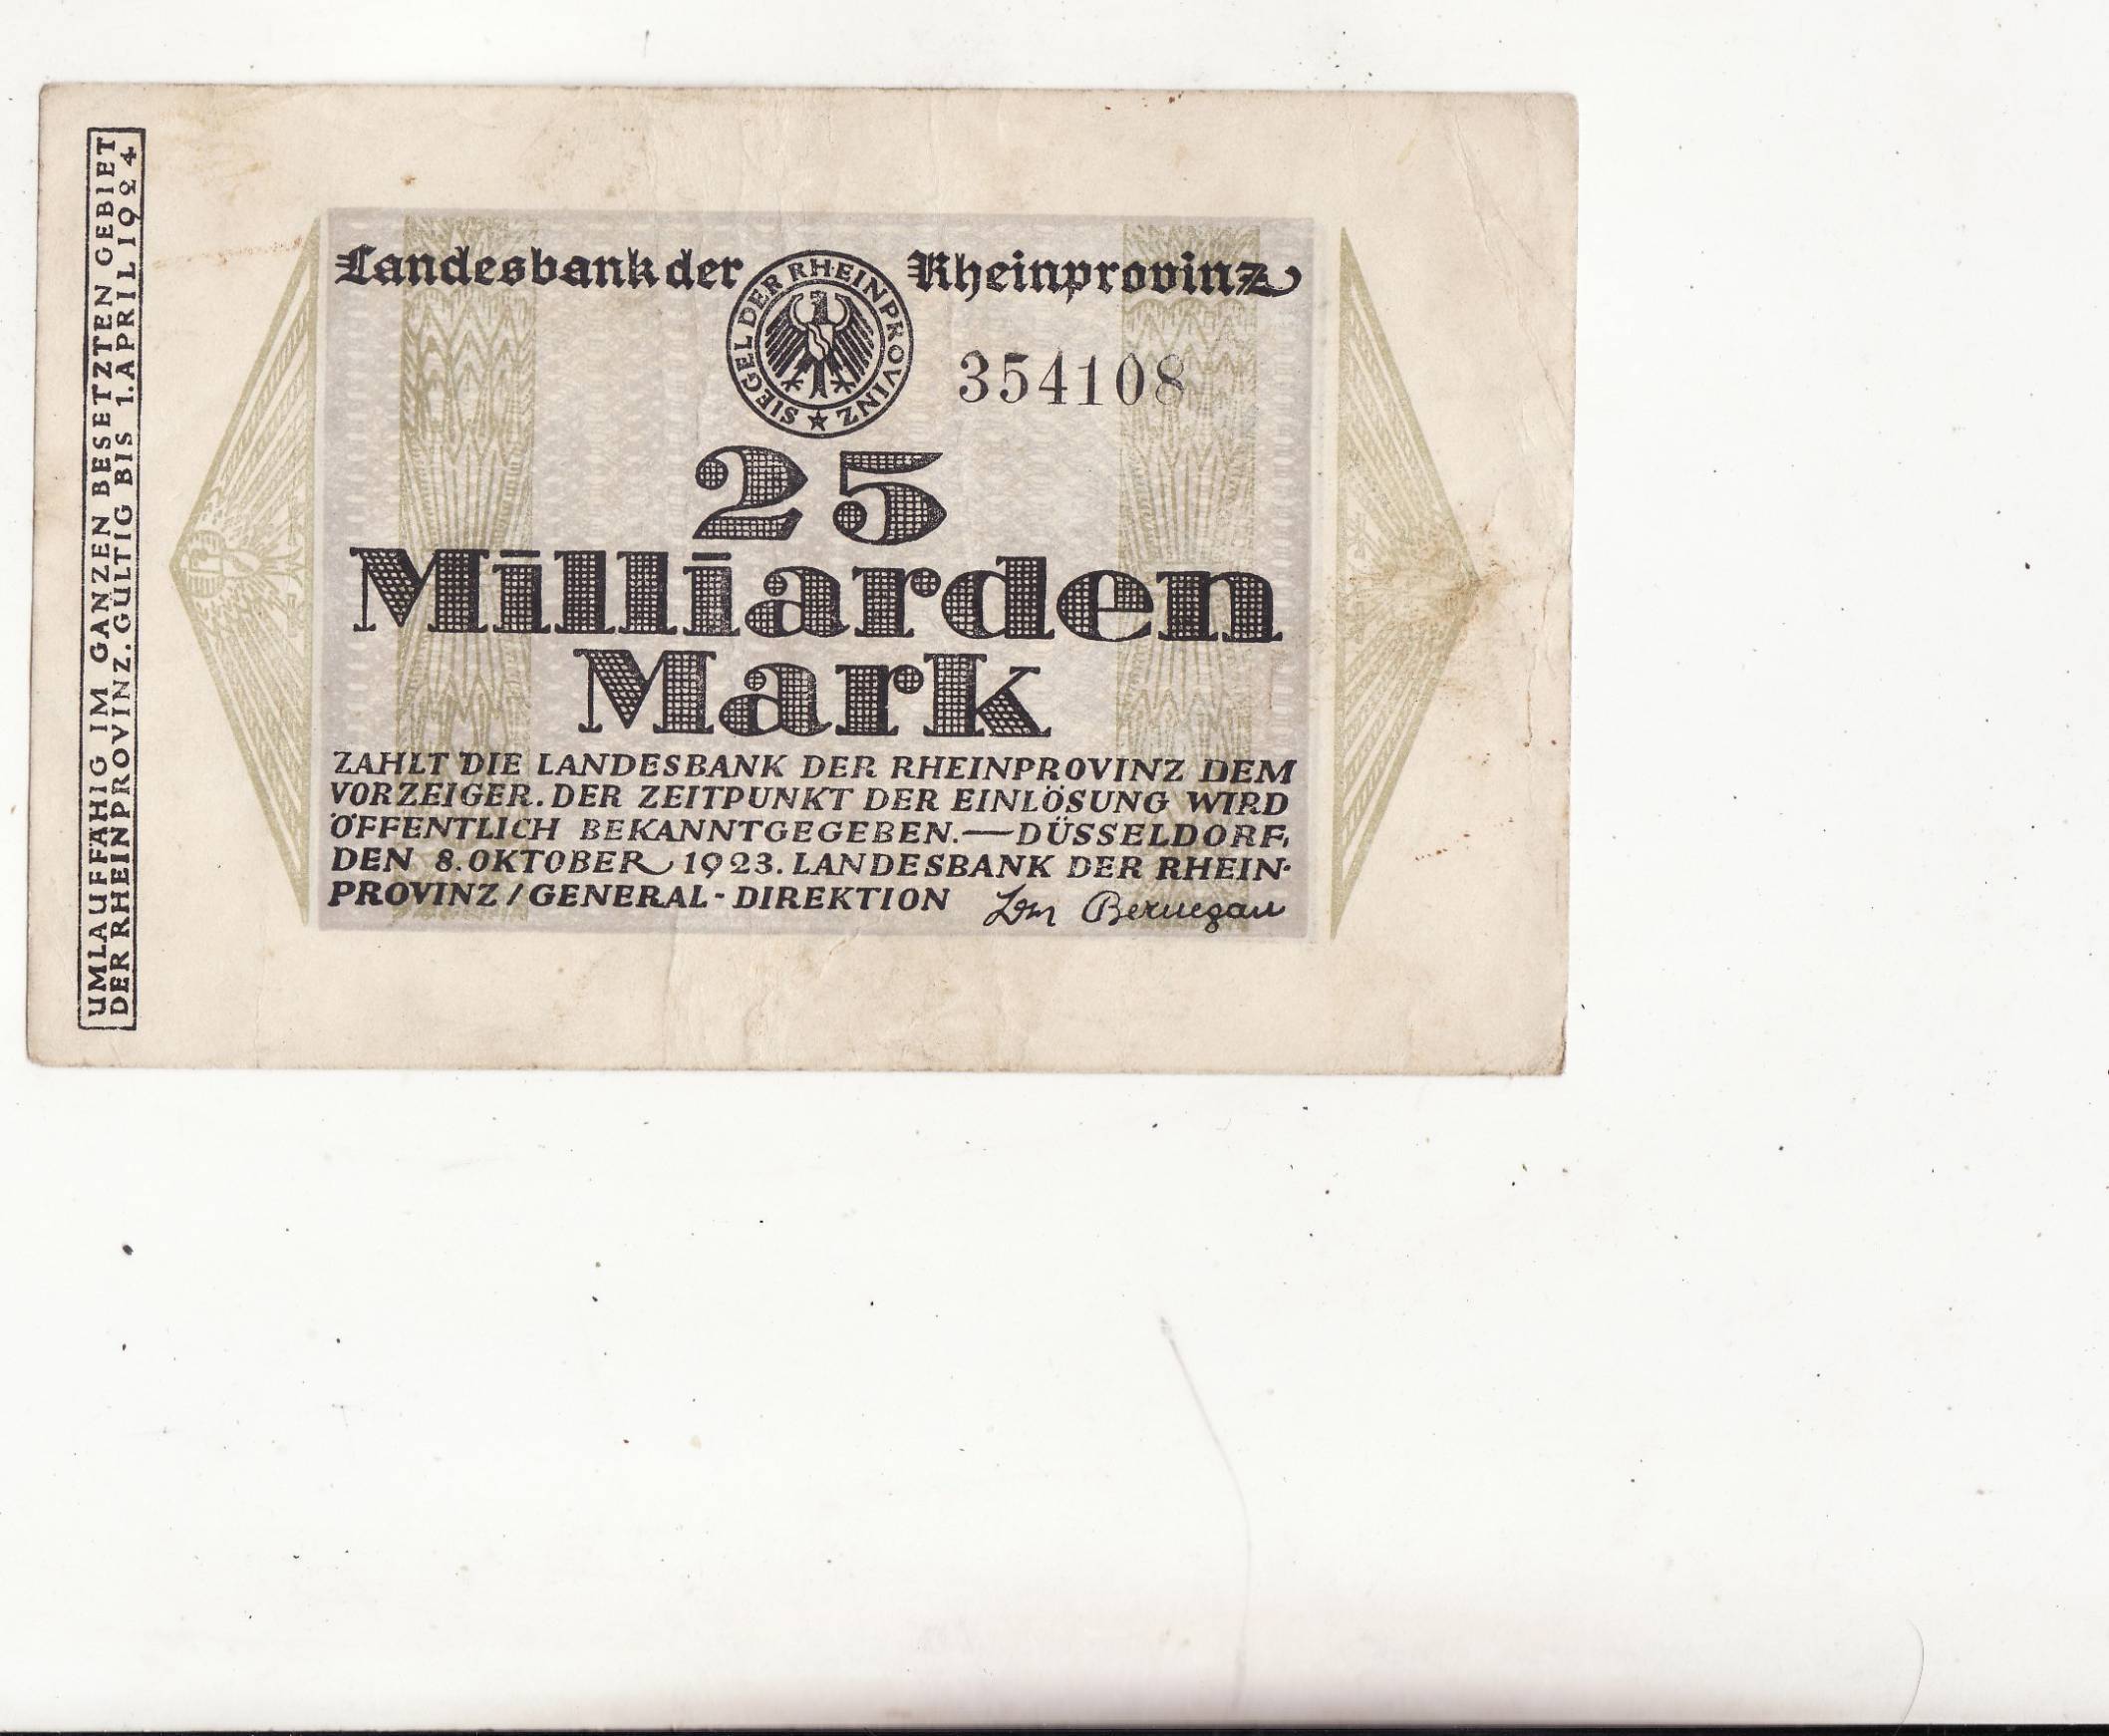 UMLAUFFÄHIG IM GANZEN BESETZTEN GEBIET
DER RHEINPROVINZ. GÜLTIG BIS 1. APRIL 1924
Landesbank der Rheinprovinz
SIEGEL DER RHEINPROVINZ
354108
25
Milliarden
Mark
ZAHLT DIE LANDESBANK DER RHEINPROVINZ DEM
VORZEIGER. DER ZEITPUNKT DER EINLÖSUNG WIRD
ÖFFENTLICH BEKANNTGEGEBEN.—DÜSSELDORF,
DEN 8. OKTOBER 1923. LANDESBANK DER RHEIN-
PROVINZ / GENERAL-DIREKTION Bernegau